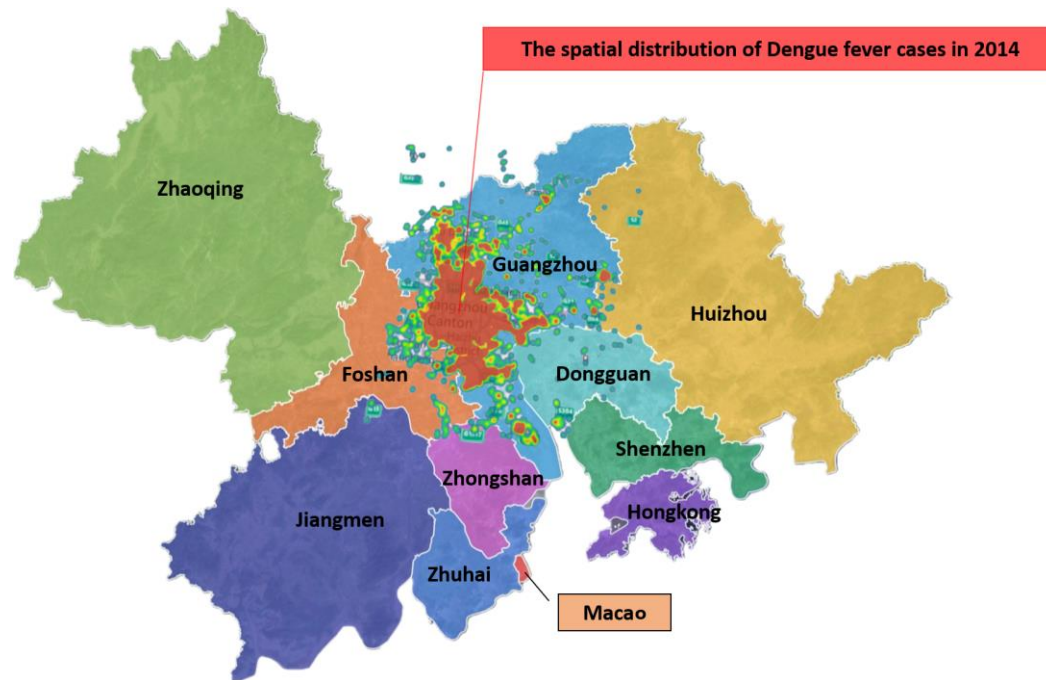 The spatial distribution of Dengue fever cases in 2014
Zhaoqing
Guangzhou
Canton
Huizhou
Foshan
Dongguan
Shenzhen
Zhongshan
Hongkong
Jiangmen
Zhuhai
Macao